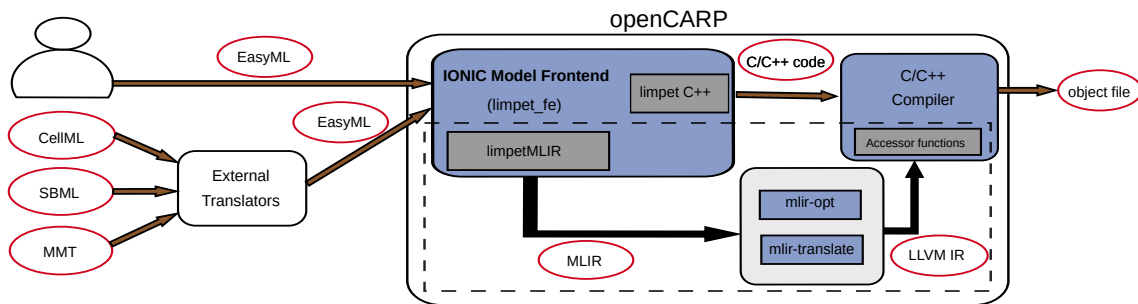 openCARP
EasyML
IONIC Model Frontend
(limpet_fe)
limpet C++
C/C++ code
C/C++
Compiler
object file
CellML
EasyML
limpetMLIR
Accessor functions
External
Translators
SBML
mlir-opt
MMT
MLIR
mlir-translate
LLVM IR